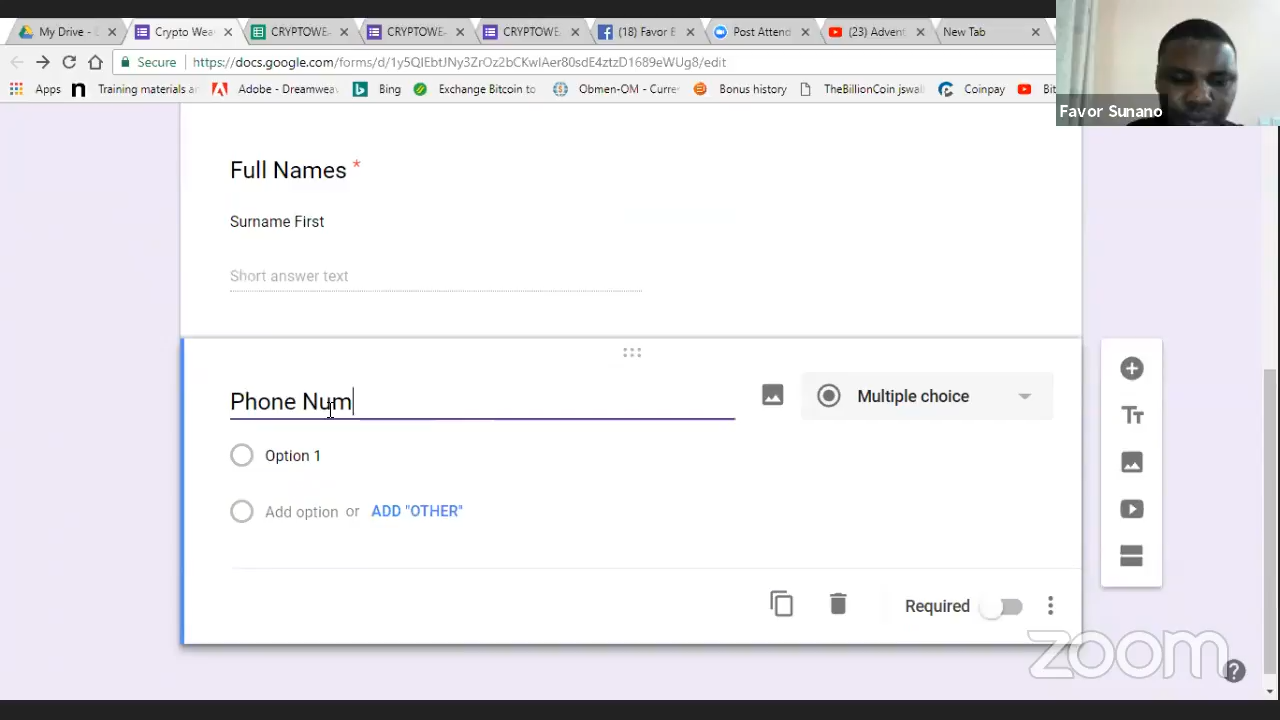 My Drive -
Crypto Wea
CRYPTOWE-
CRYPTOWE-
CRYPTOWE.
(18) Favor E
Post Attend
(23) Advent
New Tab
Secure
https://docs.google.com/forms/d/1y5QIEbtJNy3ZrOz2bCKwIAer80sdE4ztzD1689eWUg8/edit
Apps
Training materials a
Adobe - Dreamweav
Bing
Exchange Bitcoin to
Obmen-OM - Curre
Bonus history
TheBillionCoin jswal
Coinpay
Bit
Favor Sunano
Full Names *
Surname First
Short answer text
Phone Num
Multiple choice
Option 1
Add option or ADD "OTHER"
Required
zoom